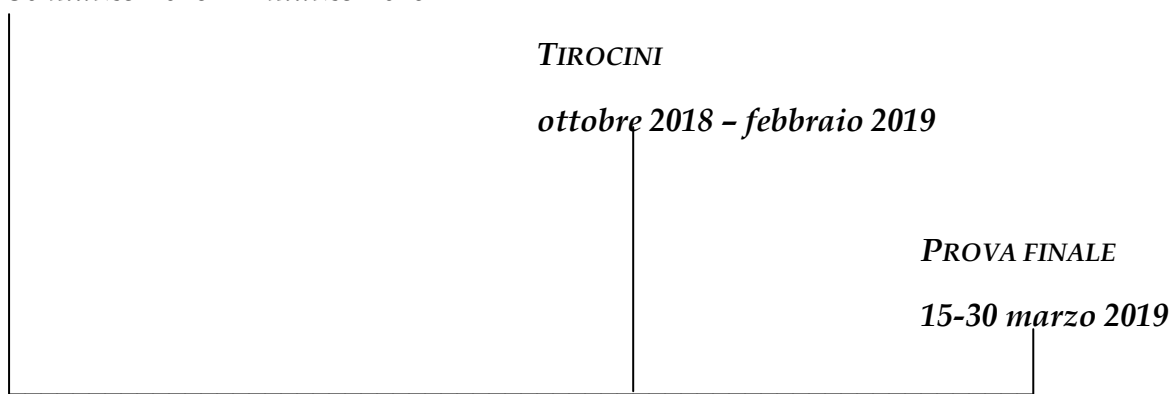 TIROCINI
ottobre 2018 – febbraio 2019
PROVA FINALE
15-30 marzo 2019